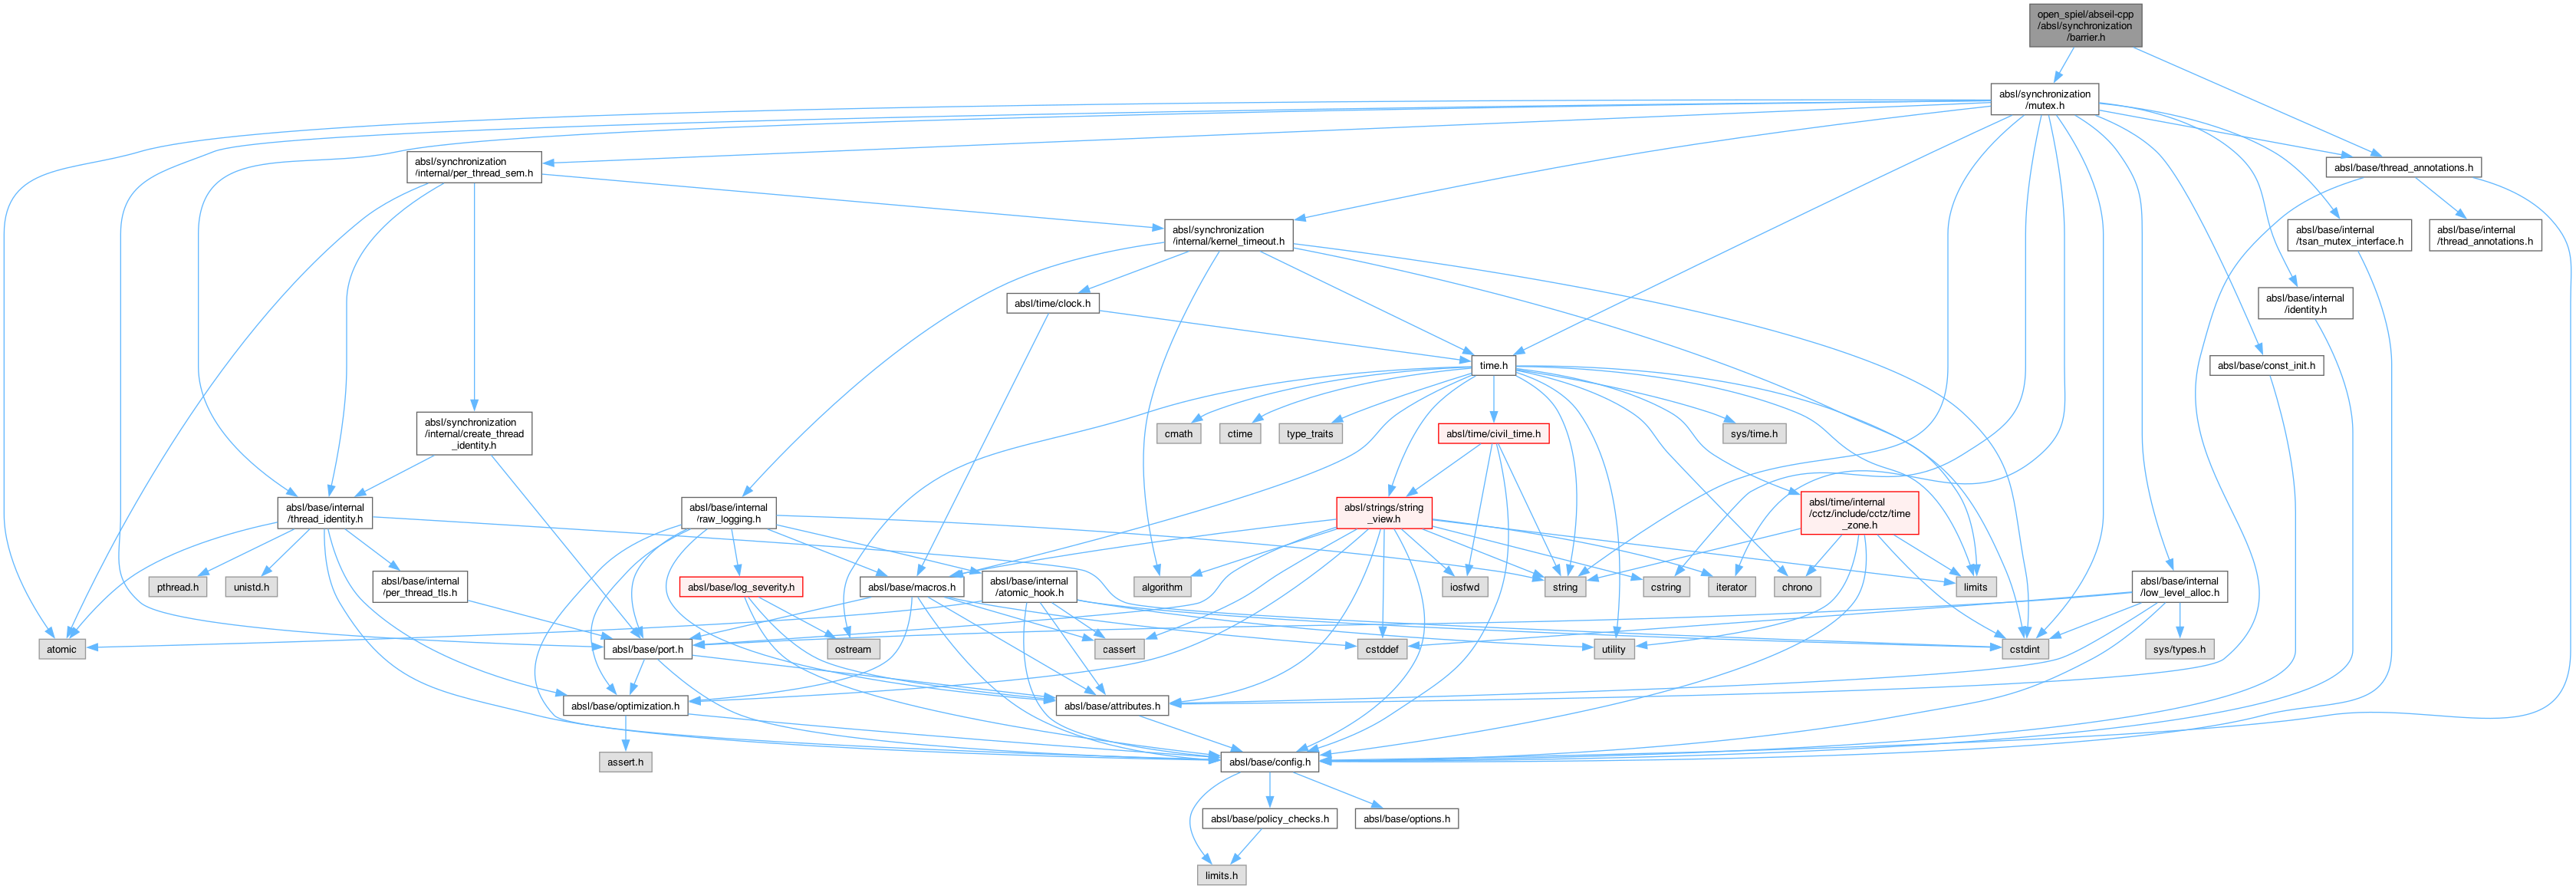 open_spiel/abseil-cpp
/absl/synchronization
/barrier.h
absl/synchronization
/mutex.h
absl/synchronization
/internal/per_thread_sem.h
absl/base/thread_annotations.h
absl/synchronization
/internal/kernel_timeout.h
absl/base/internal
/tsan_mutex_interface.h
absl/base/internal
/thread_annotations.h
absl/time/clock.h
absl/base/internal
/identity.h
time.h
absl/base/const_init.h
absl/synchronization
/internal/create_thread
_identity.h
cmath
ctime
type_traits
absl/time/civil_time.h
sys/time.h
absl/base/internal
/thread_identity.h
absl/base/internal
/raw_logging.h
absl/strings/string
_view.h
absl/time/internal
/cctz/include/cctz/time
_zone.h
pthread.h
unistd.h
absl/base/internal
/per_thread_tls.h
absl/base/log_severity.h
absl/base/macros.h
absl/base/internal
/atomic_hook.h
algorithm
iosfwd
string
cstring
iterator
chrono
limits
absl/base/internal
/low_level_alloc.h
atomic
absl/base/port.h
ostream
cassert
cstddef
utility
cstdint
sys/types.h
absl/base/optimization.h
absl/base/attributes.h
assert.h
absl/base/config.h
absl/base/policy_checks.h
absl/base/options.h
limits.h